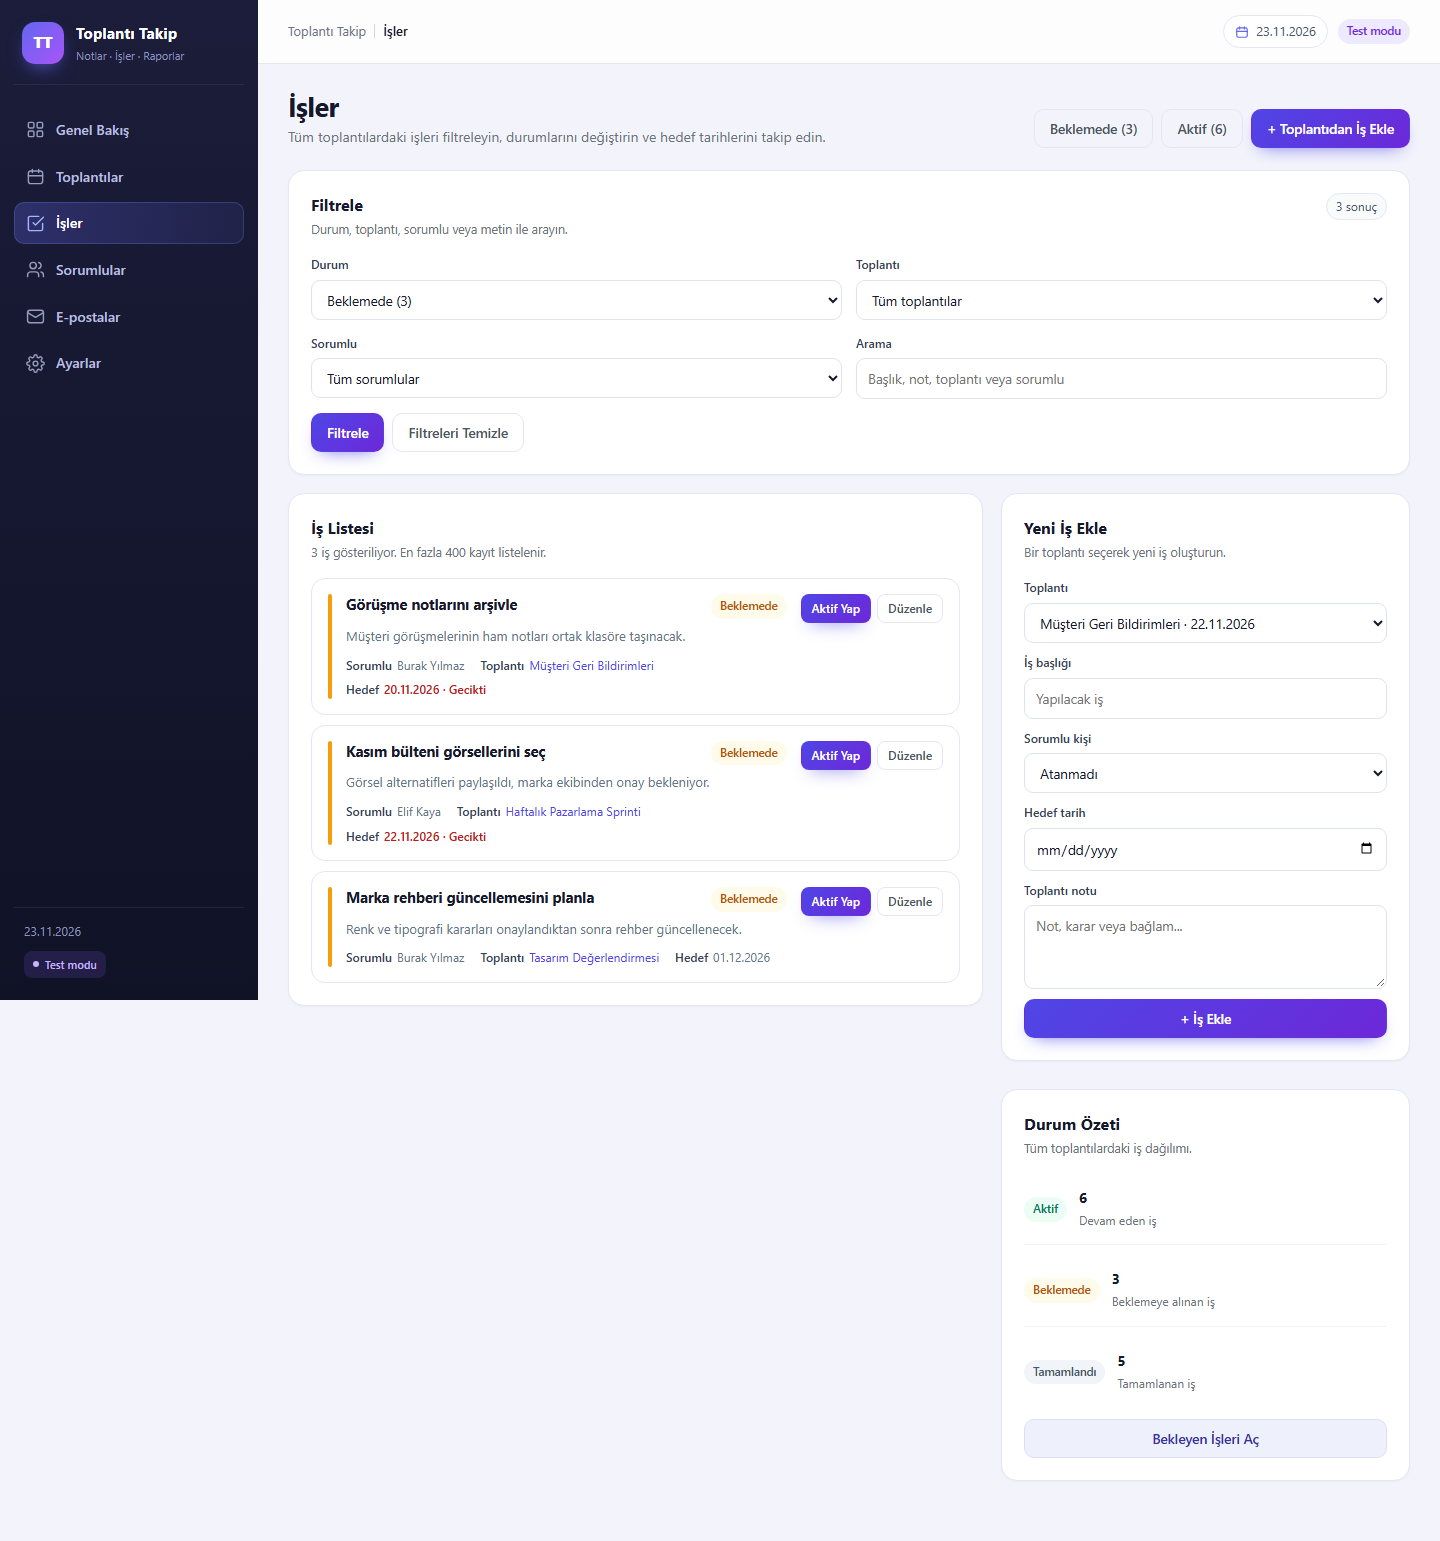 TT
Toplantı Takip
Notlar · İşler · Raporlar
Genel Bakış
Toplantılar
İşler
Sorumlular
E-postalar
Ayarlar
23.11.2026
Test modu
Toplantı Takip
İşler
23.11.2026
Test modu
İşler
Tüm toplantılardaki işleri filtreleyin, durumlarını değiştirin ve hedef tarihlerini takip edin.
Beklemede (3)
Aktif (6)
+ Toplantıdan İş Ekle
Filtrele
3 sonuç
Durum, toplantı, sorumlu veya metin ile arayın.
Durum
Toplantı
Beklemede (3)
Tüm toplantılar
Sorumlu
Arama
Tüm sorumlular
Başlık, not, toplantı veya sorumlu
Filtrele
Filtreleri Temizle
İş Listesi
3 iş gösteriliyor. En fazla 400 kayıt listelenir.
Görüşme notlarını arşivle
Beklemede
Aktif Yap
Düzenle
Müşteri görüşmelerinin ham notları ortak klasöre taşınacak.
Sorumlu Burak Yılmaz Toplantı Müşteri Geri Bildirimleri
Hedef 20.11.2026 · Gecikti
Kasım bülteni görsellerini seç
Beklemede
Aktif Yap
Düzenle
Görsel alternatifleri paylaşıldı, marka ekibinden onay bekleniyor.
Sorumlu Elif Kaya Toplantı Haftalık Pazarlama Sprinti
Hedef 22.11.2026 · Gecikti
Marka rehberi güncellemesini planla
Beklemede
Aktif Yap
Düzenle
Renk ve tipografi kararları onaylandıktan sonra rehber güncellenecek.
Sorumlu Burak Yılmaz Toplantı Tasarım Değerlendirmesi Hedef 01.12.2026
Yeni İş Ekle
Bir toplantı seçerek yeni iş oluşturun.
Toplantı
Müşteri Geri Bildirimleri · 22.11.2026
İş başlığı
Yapılacak iş
Sorumlu kişi
Atanmadı
Hedef tarih
mm/dd/yyyy
Toplantı notu
Not, karar veya bağlam...
+ İş Ekle
Durum Özeti
Tüm toplantılardaki iş dağılımı.
Aktif
6
Devam eden iş
Beklemede
3
Beklemeye alınan iş
Tamamlandı
5
Tamamlanan iş
Bekleyen İşleri Aç